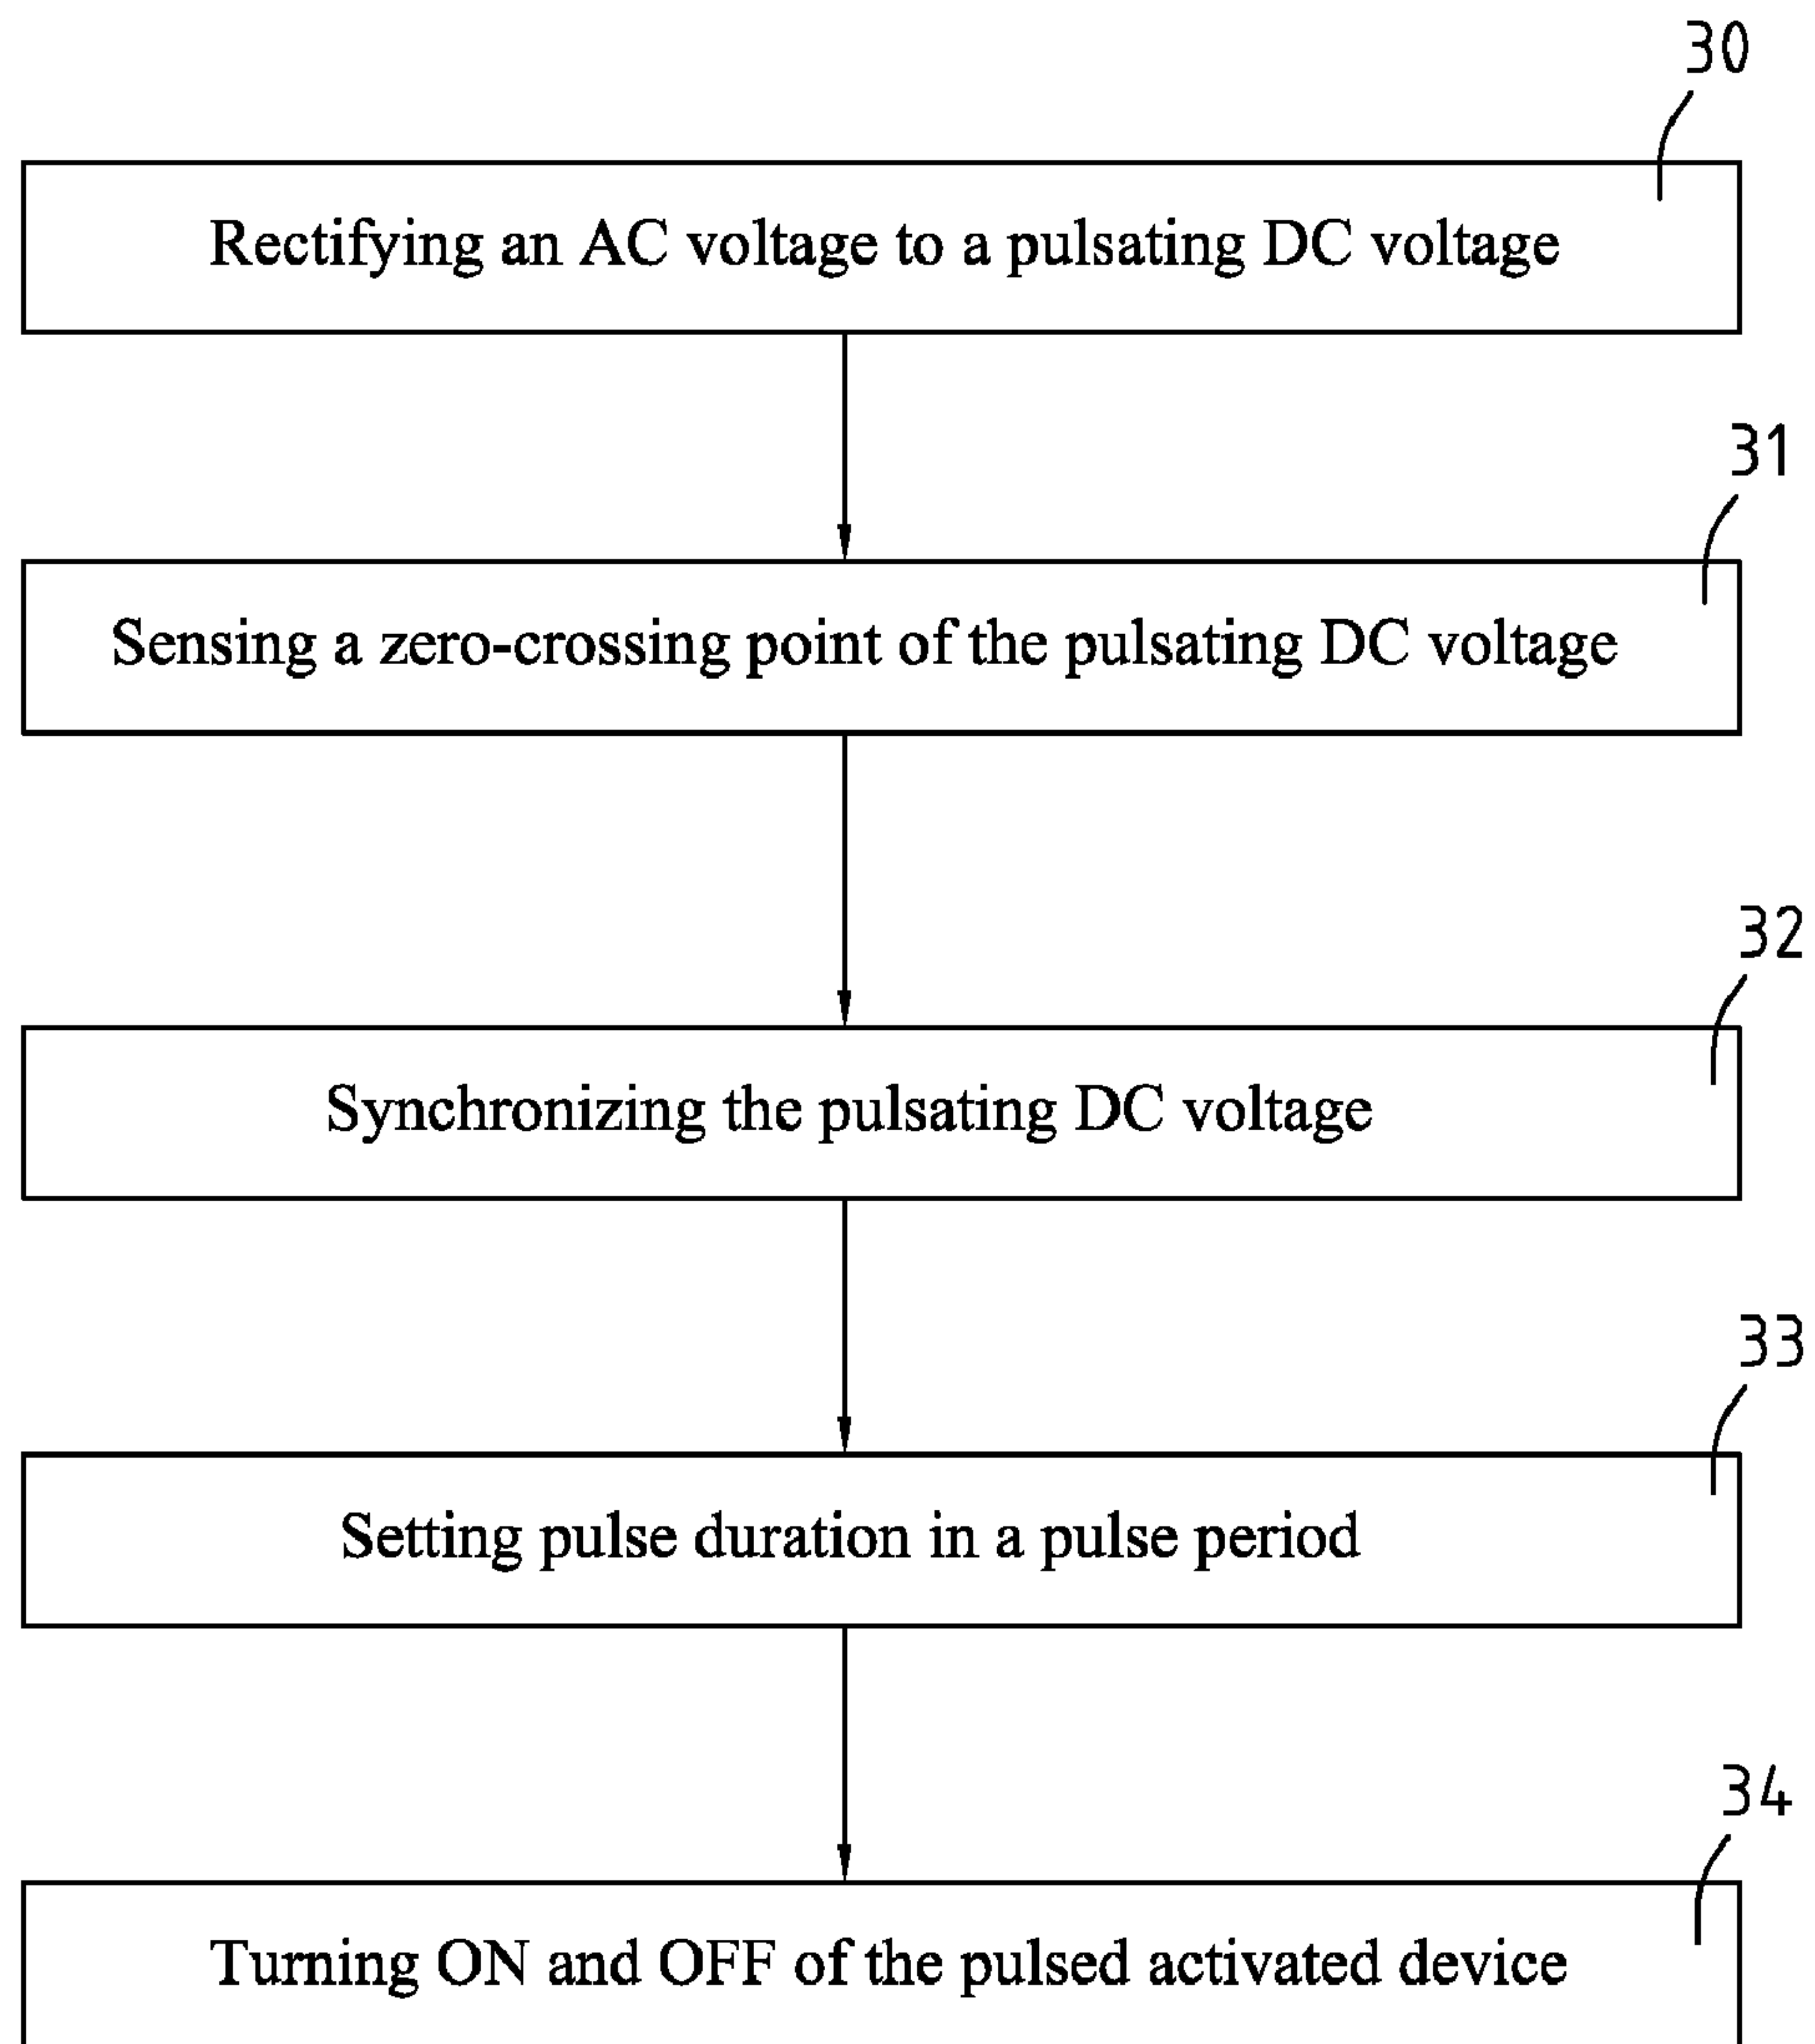 30
Rectifying an AC voltage to a pulsating DC voltage
31
Sensing a zero-crossing point of the pulsating DC voltage
32
Synchronizing the pulsating DC voltage
33
Setting pulse duration in a pulse period
34
Turning ON and OFF of the pulsed activated device